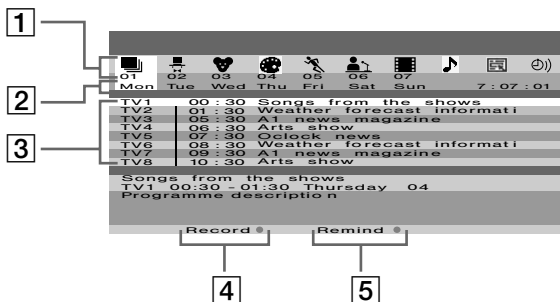 1
01 02 03 04 05 06 07
2
Mon Tue Wed Thu Fri Sat Sun 7 : 07 : 01
TV1 00 : 30 Songs from the shows
TV2 01 : 30 Weather forecast informati
TV3 05 : 30 A1 news magazine
TV4 06 : 30 Arts show
3
TV5 07 : 30 Oclock news
TV6 08 : 30 Weather forecast informati
TV7 09 : 30 A1 news magazine
TV8 10 : 30 Arts show
Songs from the shows
TV1 00:30 - 01:30 Thursday 04
Programme description
Record Remind
4 5